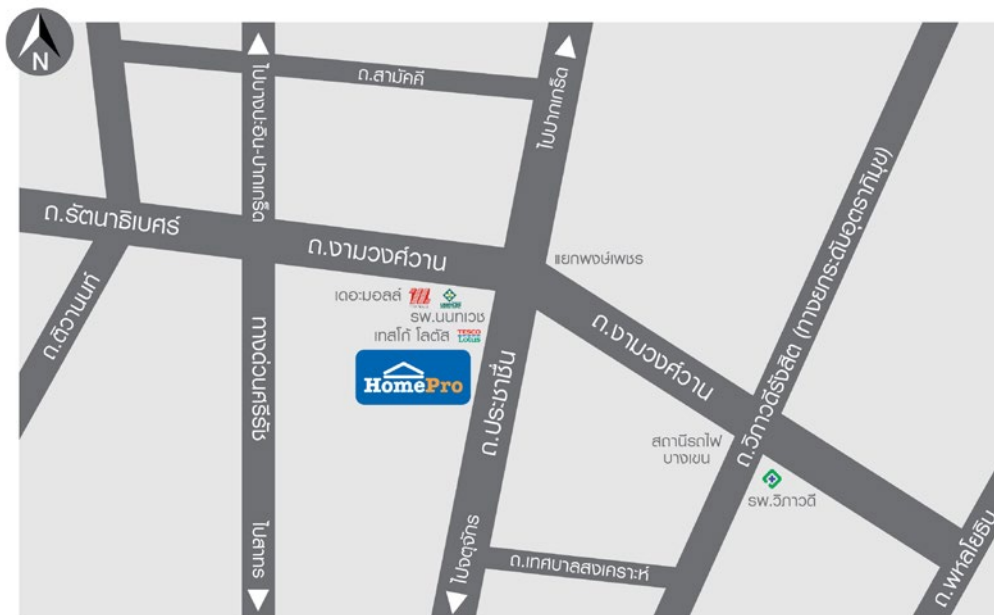 N
ถ.สามัคคี
ไปบางปะอิน-ปากเกร็ด
ไปปากเกร็ด
ถ.รัตนาธิเบศร์
ถ.งามวงศ์วาน
แยกพงษ์เพชร
เดอะมอลล์
รพ.นนทเวช
เทสโก้ โลตัส TESCO
Lotus
HomePro
ถ.ติวานนท์
ทางด่วนศรีรัช
ถ.ประชาชื่น
ถ.งามวงศ์วาน
ถ.วิภาวดีรังสิต (ทางยกระดับอุตราภิมุข)
สถานีรถไฟ
บางเขน
รพ.วิภาวดี
ไปสาทร
ไปจตุจักร
ถ.เทศบาลสงเคราะห์
ถ.พหลโยธิน